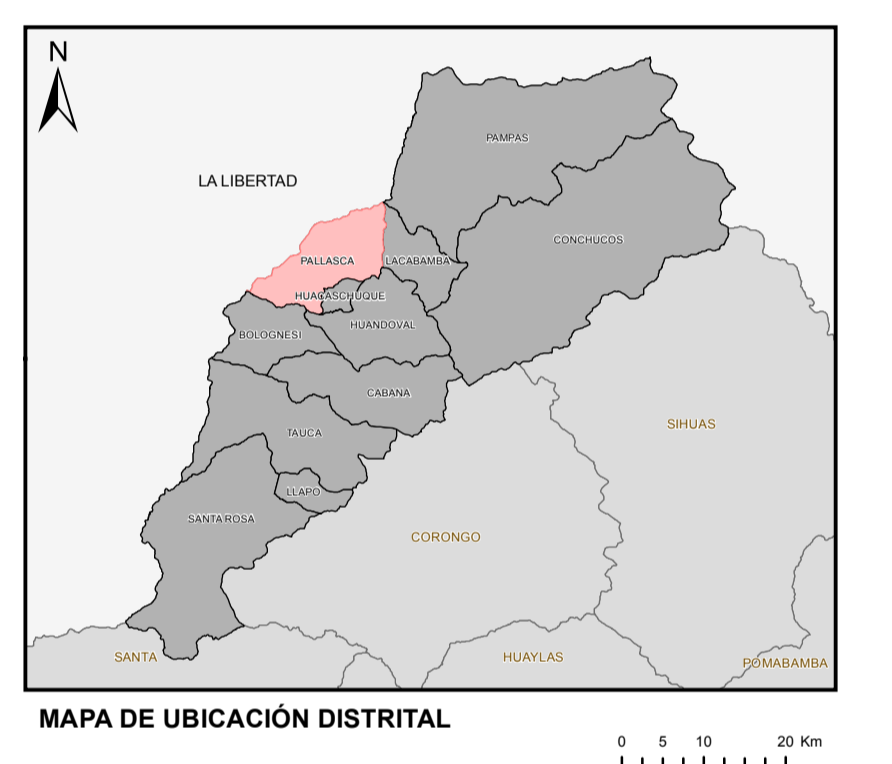 N
PAMPAS
LA LIBERTAD
CONCHUCOS
PALLASCA
LACABAMBA
HUACASCHUQUE
HUANDOVAL
BOLOGNESI
CABANA
SIHUAS
TAUCA
LLAPO
SANTA ROSA
CORONGO
SANTA
HUAYLAS
POMABAMBA
MAPA DE UBICACIÓN DISTRITAL
0 5 10 20 Km